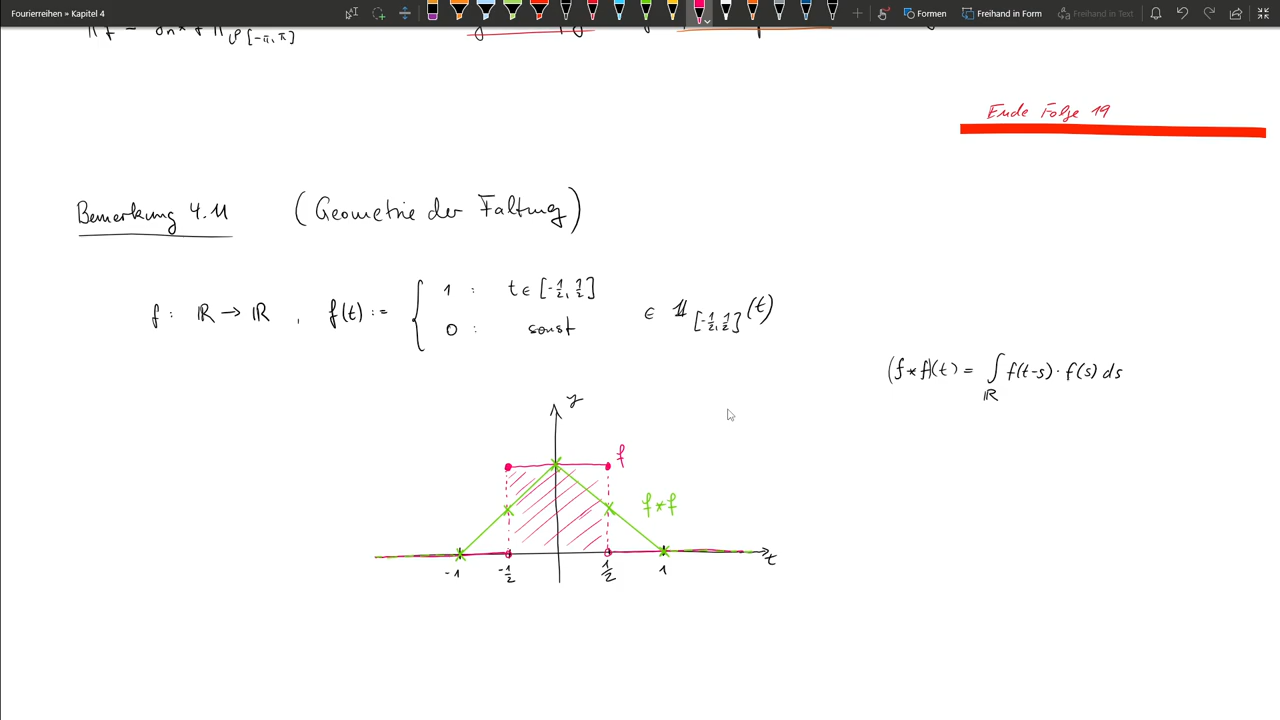 Fourierreihen » Kapitel 4
Formen
Freihand in Form
Freihand in Text
[-π, π]
Ende Folge 19
Bemerkung 4.11 (Geometrie der Faltung)
f: ℝ → ℝ , f(t) := { 1 : t ∈ [-1/2, 1/2]
0 : sonst
∈ 𝟙[-1/2, 1/2](t)
(f * f)(t) = ∫ℝ f(t-s) · f(s) ds
y
f
f * f
-1 -1/2 1/2 1 t